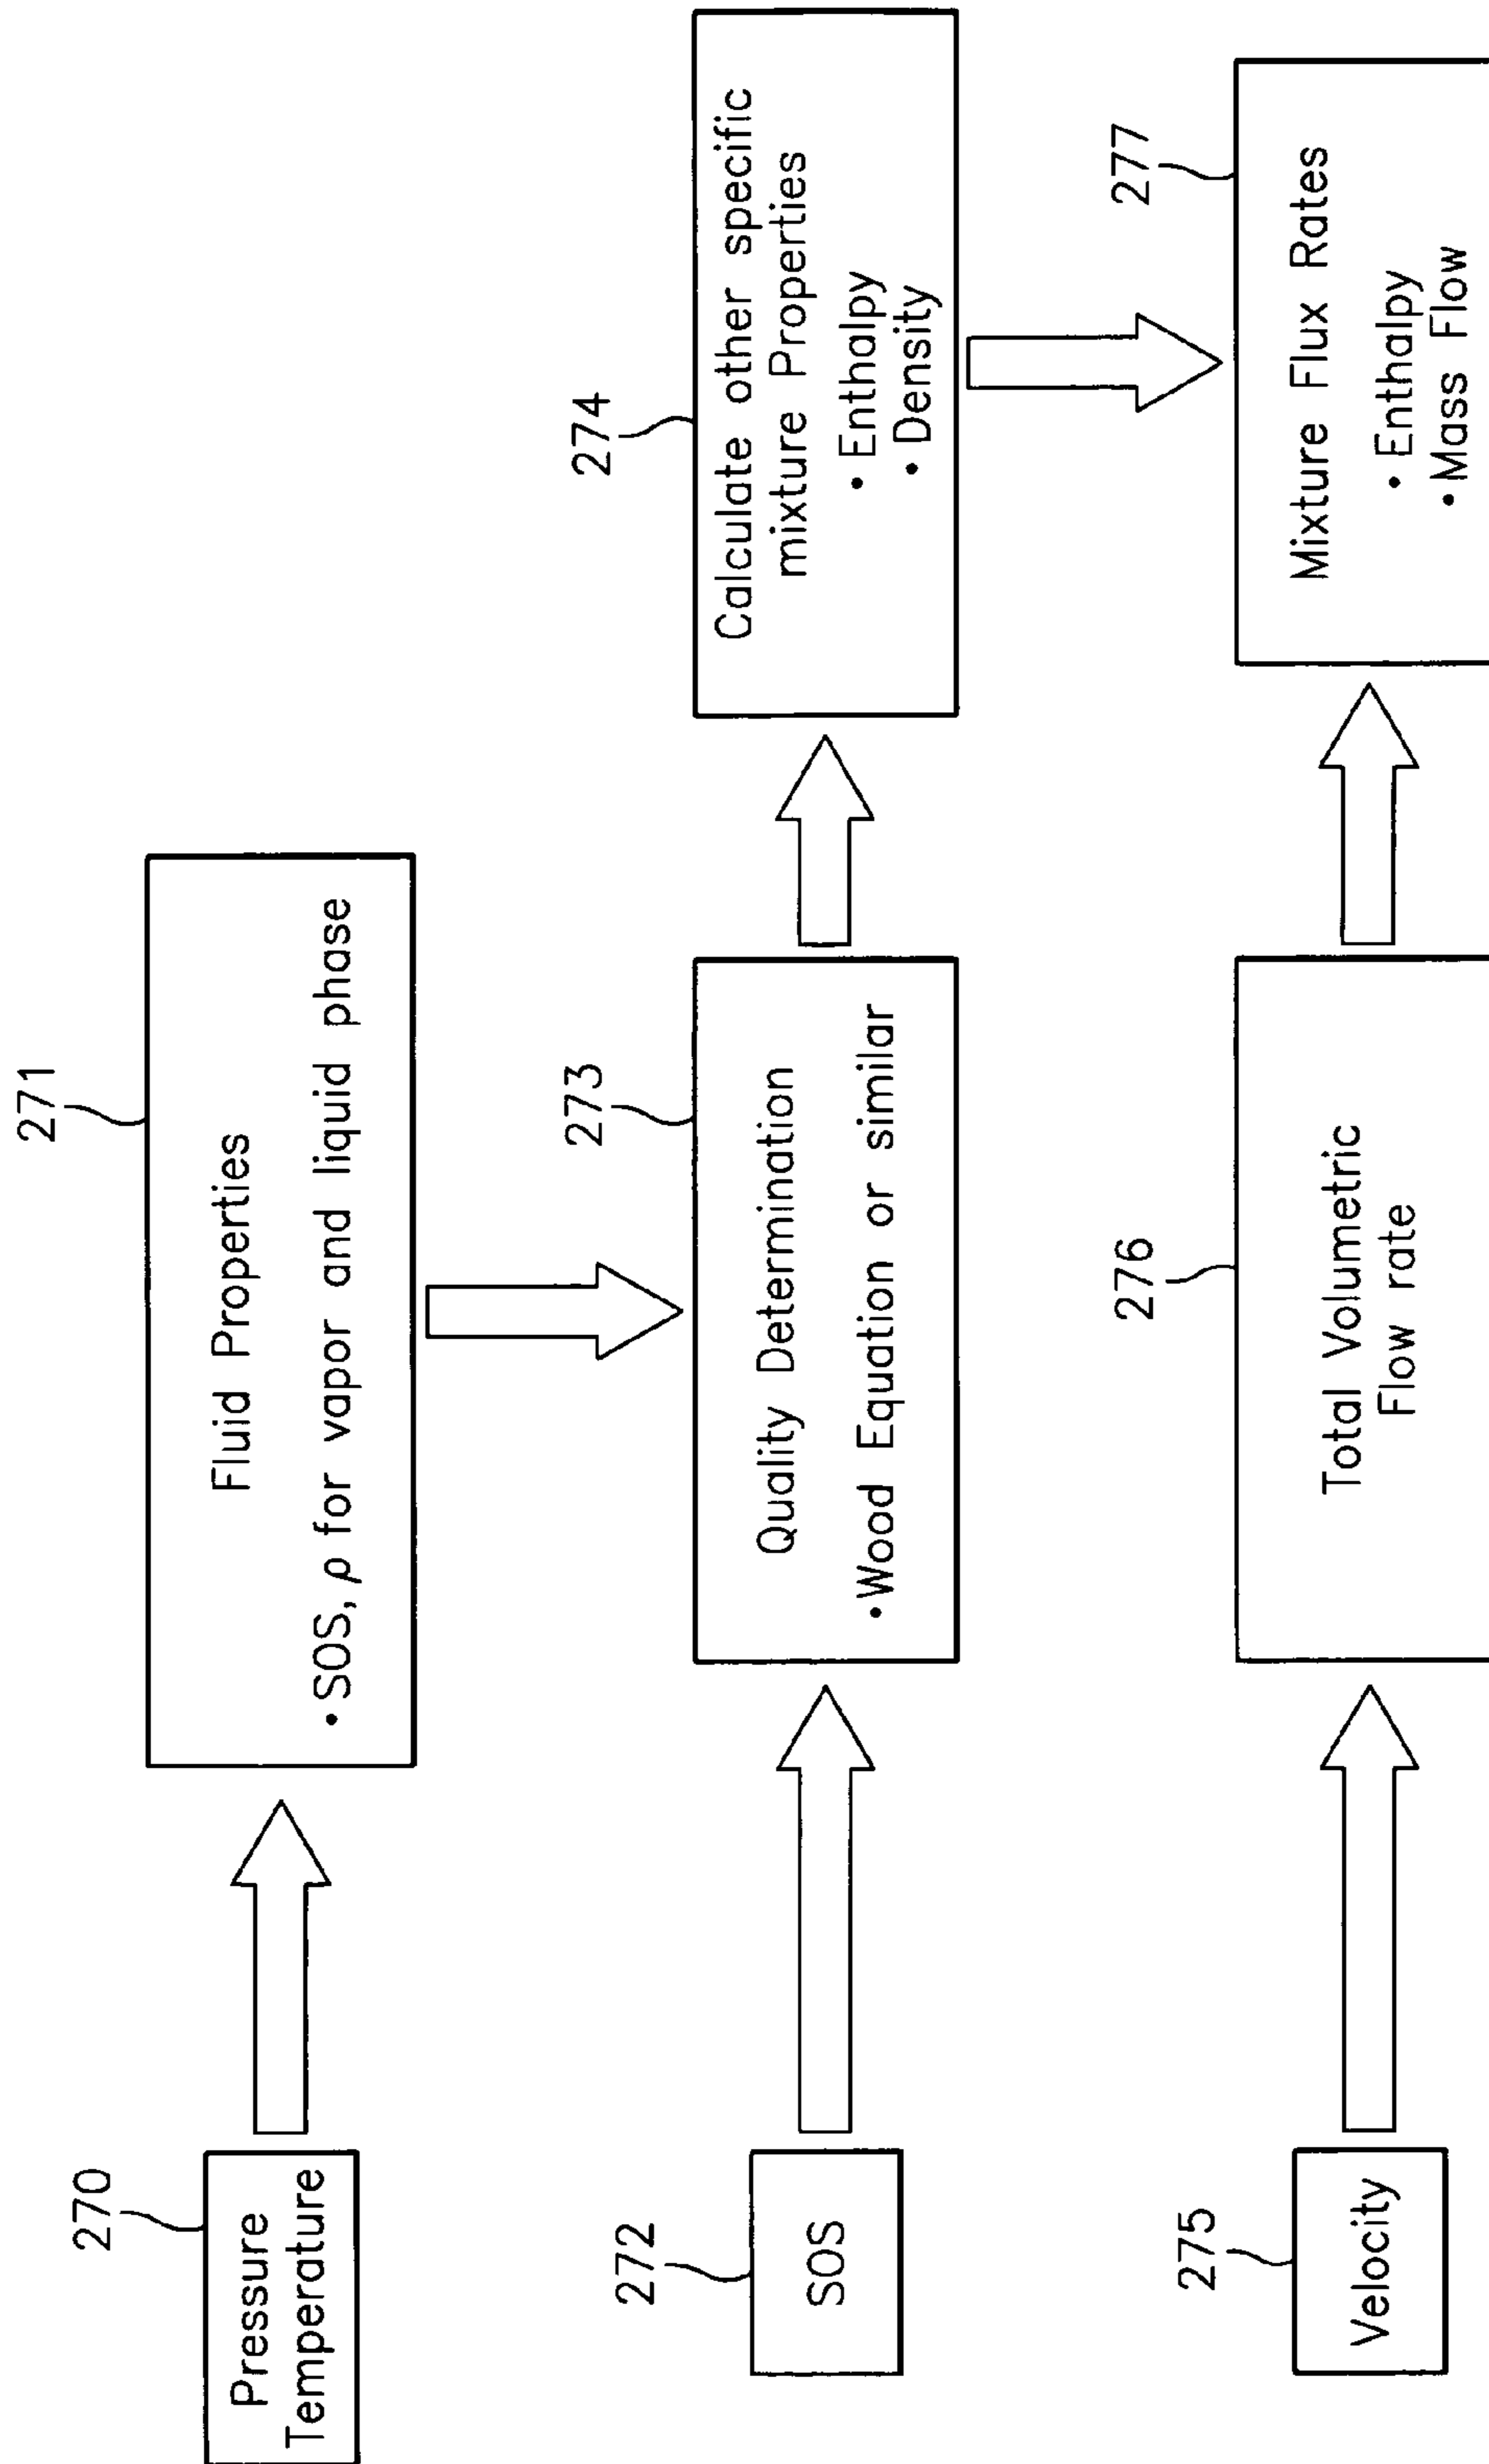 270
Pressure
Temperature
271
Fluid Properties
• SOS, ρ for vapor and liquid phase
272
SOS
273
Quality Determination
• Wood Equation or similar
274
Calculate other specific
mixture Properties
• Enthalpy
• Density
275
Velocity
276
Total Volumetric
Flow rate
277
Mixture Flux Rates
• Enthalpy
• Mass Flow